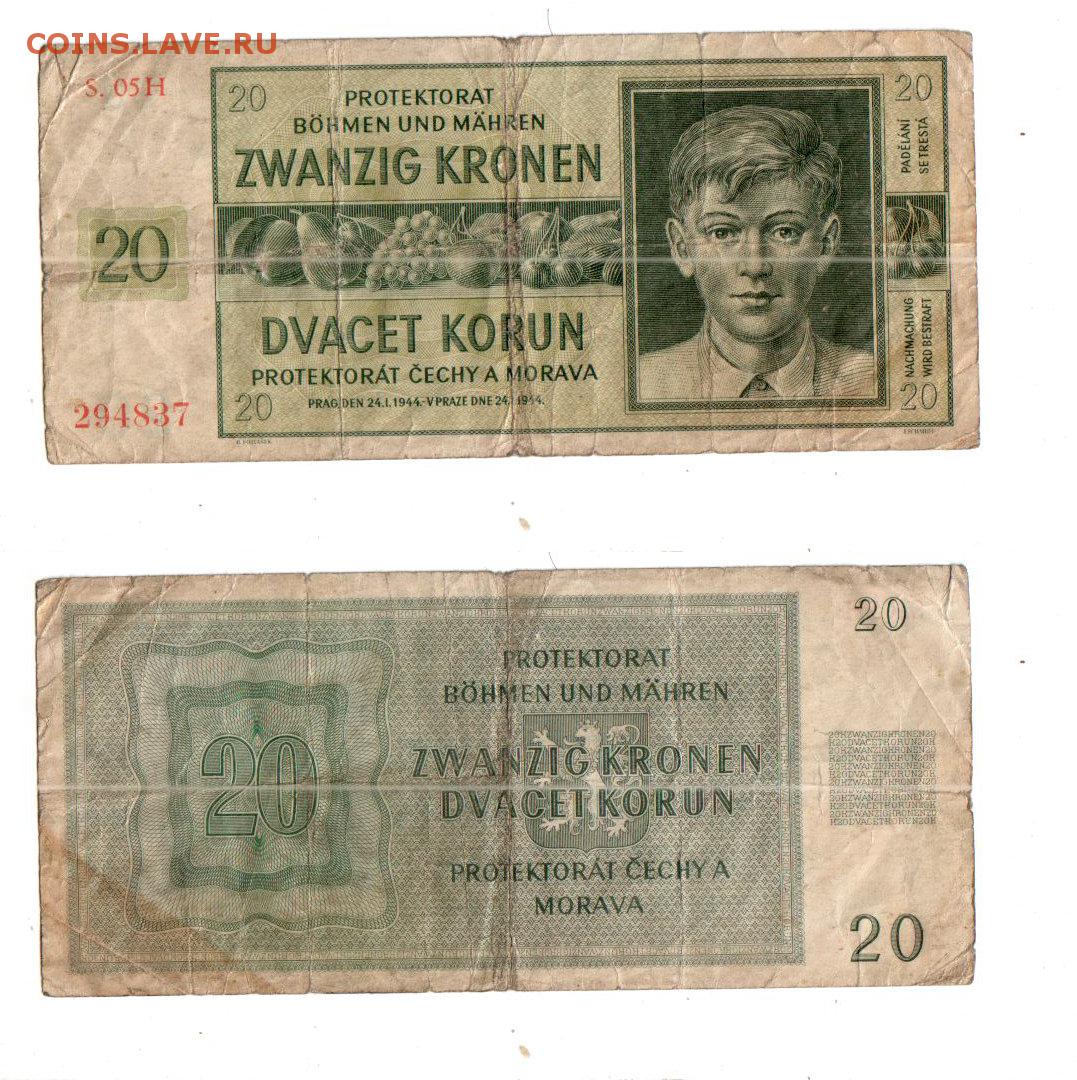 COINS.LAVE.RU
S. 05H
20
PROTEKTORAT
BÖHMEN UND MÄHREN
ZWANZIG KRONEN
20
PADĚLÁNÍ
SE TRESTÁ
20
DVACET KORUN
PROTEKTORÁT ČECHY A MORAVA
PRAG, DEN 24.I.1944.-V PRAZE DNE 24.I.1944.
20
294837
NACHMACHUNG
WIRD BESTRAFT
20
20
PROTEKTORAT
BÖHMEN UND MÄHREN
20
ZWANZIG KRONEN
DVACET KORUN
PROTEKTORÁT ČECHY A
MORAVA
20